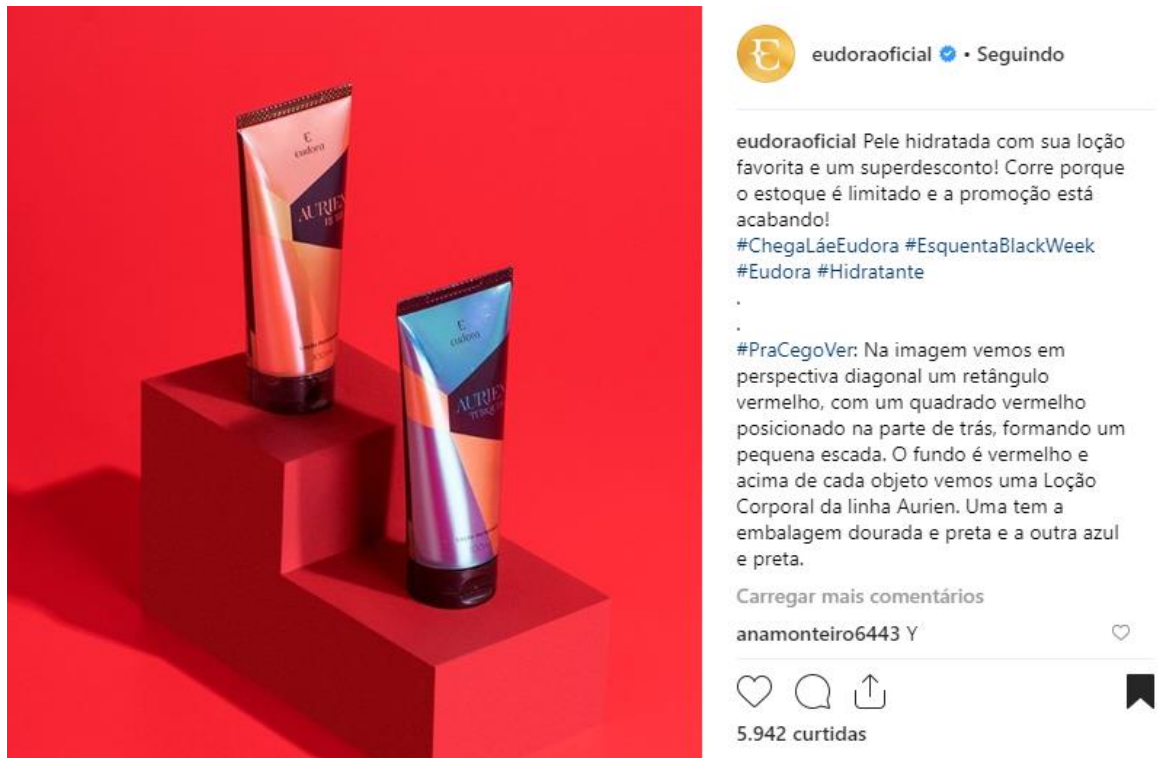 E
eudora
AURIEN
E
eudora
AURIEN
E
eudoraoficial • Seguindo
eudoraoficial Pele hidratada com sua loção
favorita e um superdesconto! Corre porque
o estoque é limitado e a promoção está
acabando!
#ChegaLáeEudora #EsquentaBlackWeek
#Eudora #Hidratante
.
.
#PraCegoVer: Na imagem vemos em
perspectiva diagonal um retângulo
vermelho, com um quadrado vermelho
posicionado na parte de trás, formando um
pequena escada. O fundo é vermelho e
acima de cada objeto vemos uma Loção
Corporal da linha Aurien. Uma tem a
embalagem dourada e preta e a outra azul
e preta.
Carregar mais comentários
anamonteiro6443 Y
5.942 curtidas